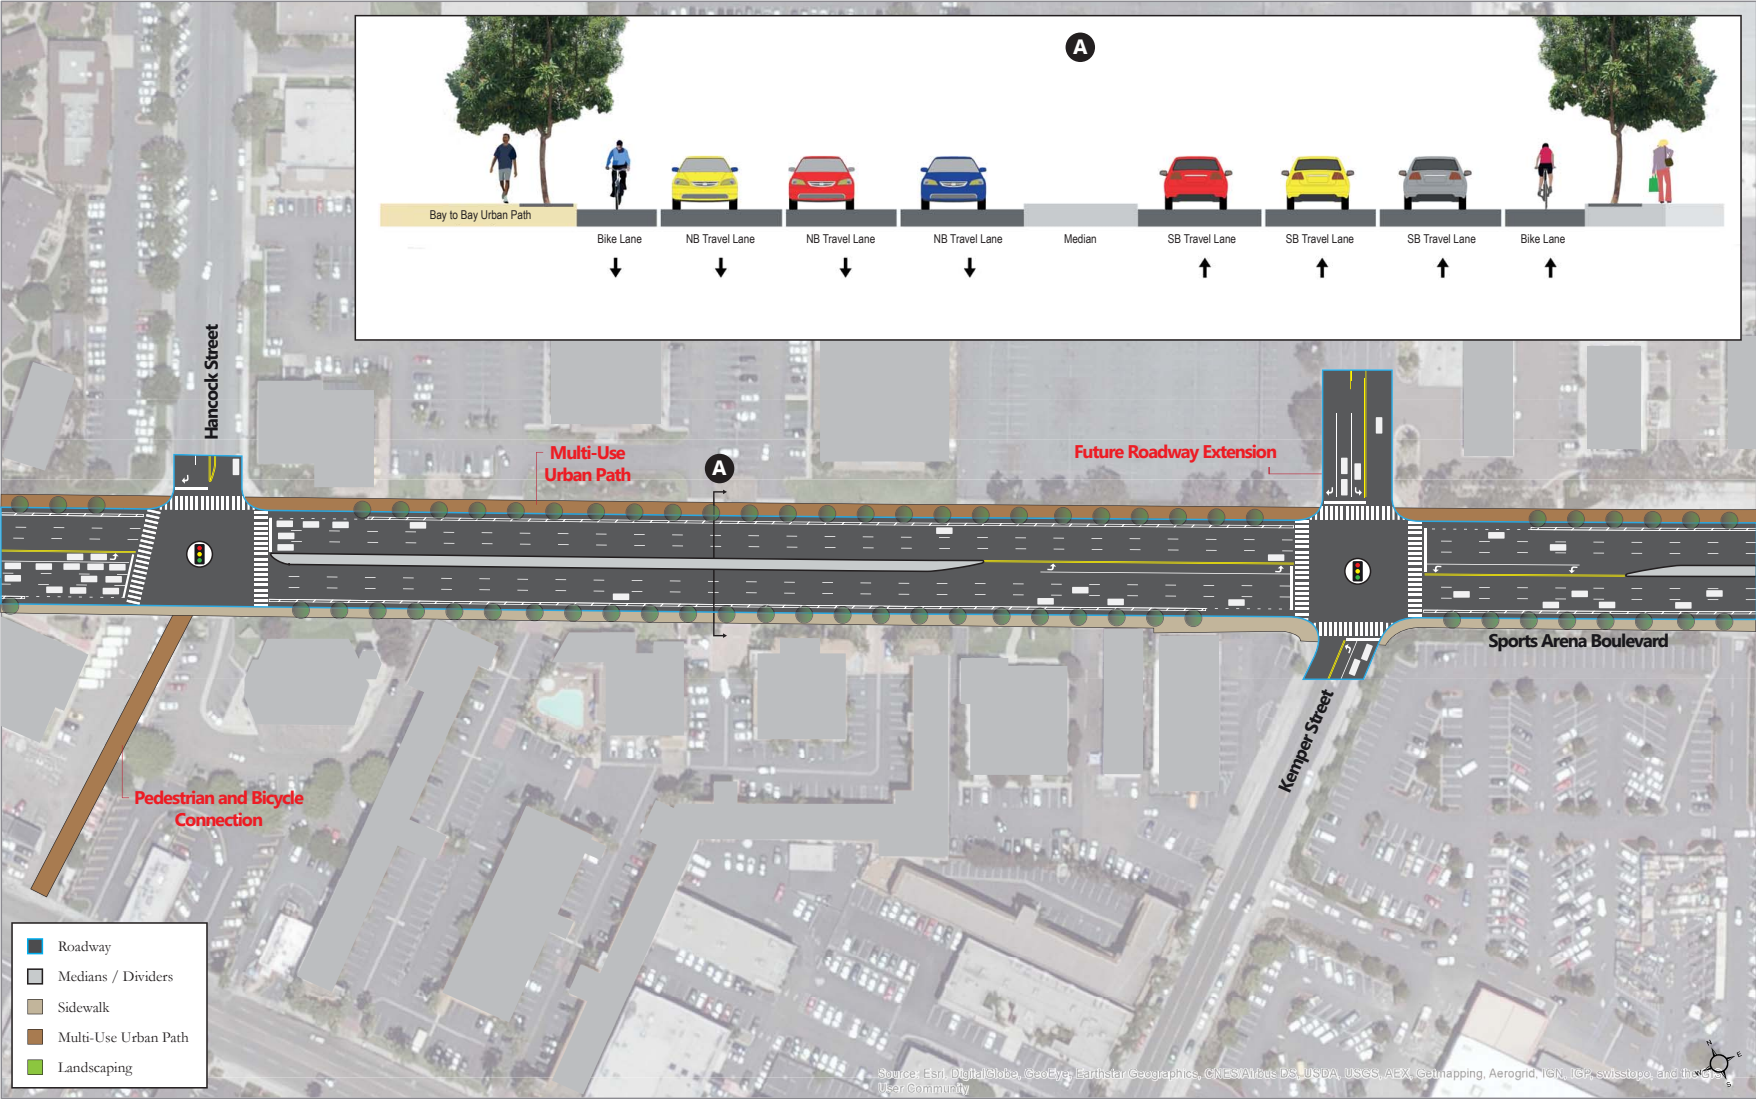 A
Bay to Bay Urban Path
Bike Lane
NB Travel Lane
NB Travel Lane
NB Travel Lane
Median
SB Travel Lane
SB Travel Lane
SB Travel Lane
Bike Lane
Hancock Street
Multi-Use
Urban Path
A
Future Roadway Extension
Sports Arena Boulevard
Kemper Street
Pedestrian and Bicycle
Connection
Roadway
Medians / Dividers
Sidewalk
Multi-Use Urban Path
Landscaping
Source: Esri, DigitalGlobe, GeoEye, Earthstar Geographics, CNES/Airbus DS, USDA, USGS, AEX, Getmapping, Aerogrid, IGN, IGP, swisstopo, and the GIS
User Community
N
E
S